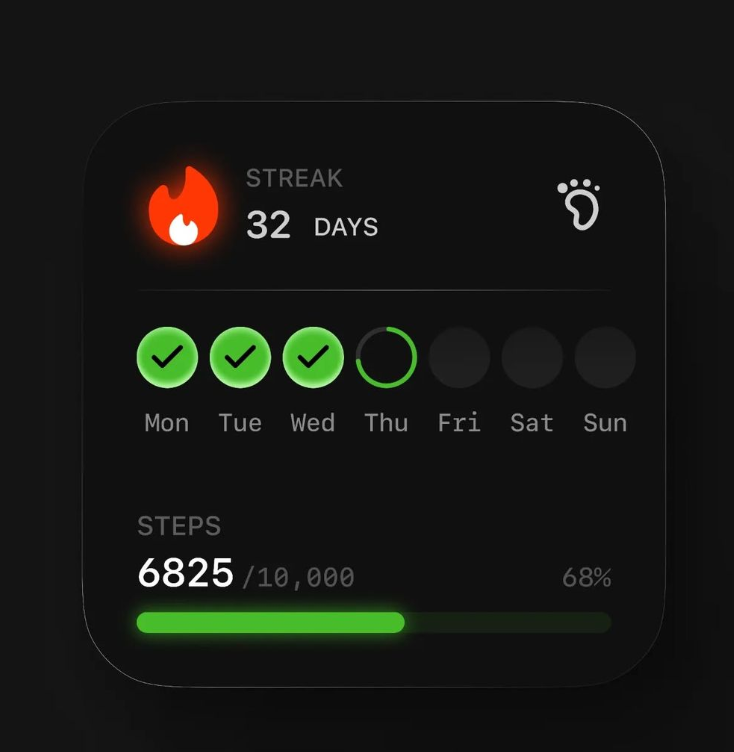 STREAK
32 DAYS
Mon Tue Wed Thu Fri Sat Sun
STEPS
6825 /10,000 68%